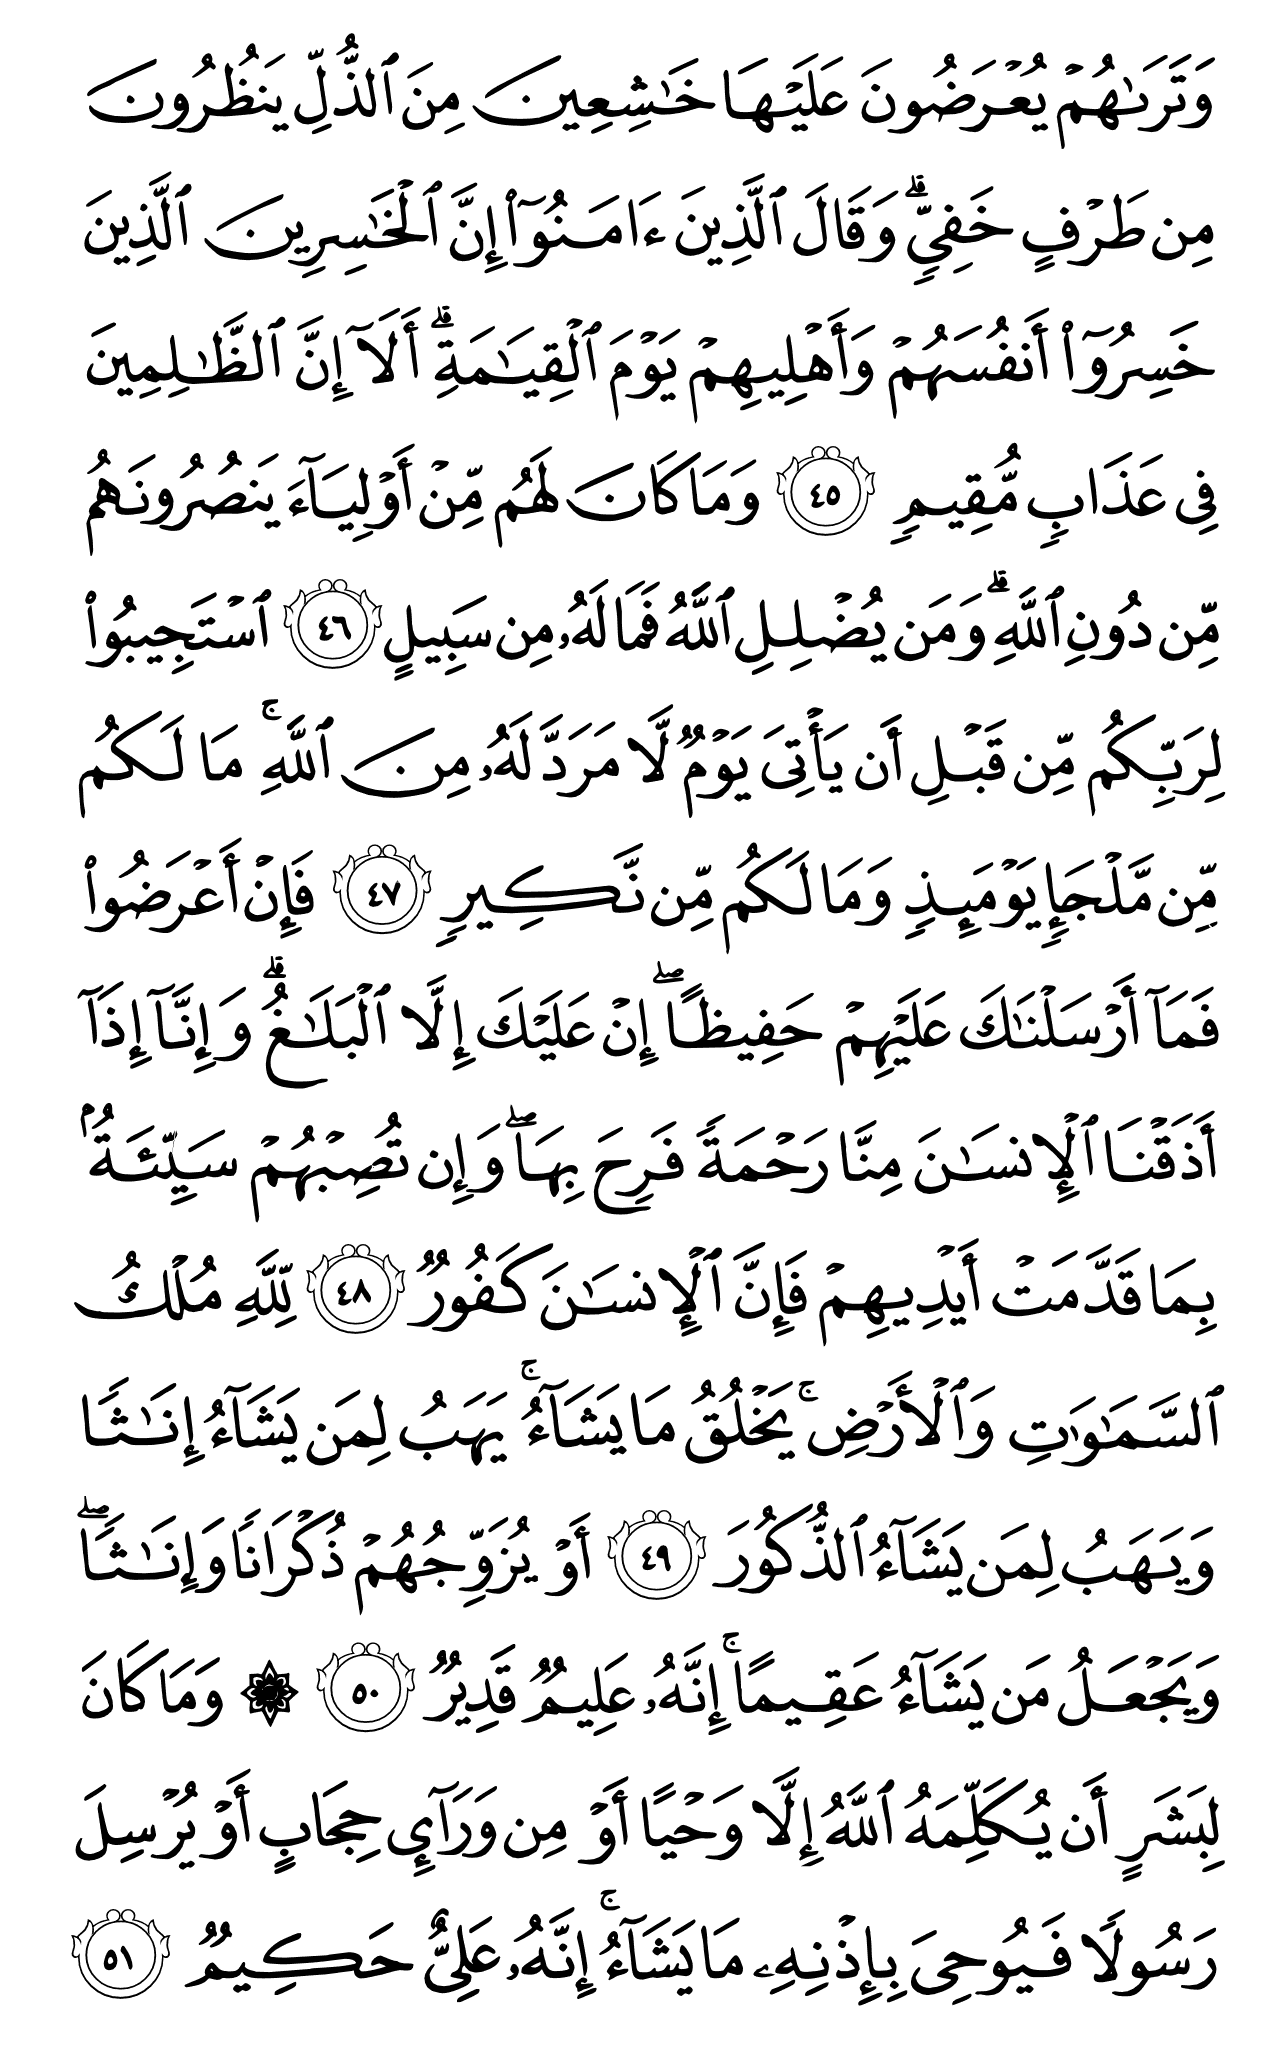 وَتَرَىٰهُمْ يُعْرَضُونَ عَلَيْهَا خَٰشِعِينَ مِنَ ٱلذُّلِّ يَنظُرُونَ
مِن طَرْفٍ خَفِيٍّ ۗ وَقَالَ ٱلَّذِينَ ءَامَنُوٓا۟ إِنَّ ٱلْخَٰسِرِينَ ٱلَّذِينَ
خَسِرُوٓا۟ أَنفُسَهُمْ وَأَهْلِيهِمْ يَوْمَ ٱلْقِيَٰمَةِ ۗ أَلَآ إِنَّ ٱلظَّٰلِمِينَ
فِى عَذَابٍ مُّقِيمٍ ٤٥ وَمَا كَانَ لَهُم مِّنْ أَوْلِيَآءَ يَنصُرُونَهُم
مِّن دُونِ ٱللَّهِ ۗ وَمَن يُضْلِلِ ٱللَّهُ فَمَا لَهُۥ مِن سَبِيلٍ ٤٦ ٱسْتَجِيبُوا۟
لِرَبِّكُم مِّن قَبْلِ أَن يَأْتِىَ يَوْمٌ لَّا مَرَدَّ لَهُۥ مِنَ ٱللَّهِ ۚ مَا لَكُم
مِّن مَّلْجَإٍ يَوْمَئِذٍ وَمَا لَكُم مِّن نَّكِيرٍ ٤٧ فَإِنْ أَعْرَضُوا۟
فَمَآ أَرْسَلْنَٰكَ عَلَيْهِمْ حَفِيظًا ۖ إِنْ عَلَيْكَ إِلَّا ٱلْبَلَٰغُ ۗ وَإِنَّآ إِذَآ
أَذَقْنَا ٱلْإِنسَٰنَ مِنَّا رَحْمَةً فَرِحَ بِهَا ۖ وَإِن تُصِبْهُمْ سَيِّئَةٌۢ
بِمَا قَدَّمَتْ أَيْدِيهِمْ فَإِنَّ ٱلْإِنسَٰنَ كَفُورٌ ٤٨ لِّلَّهِ مُلْكُ
ٱلسَّمَٰوَٰتِ وَٱلْأَرْضِ ۚ يَخْلُقُ مَا يَشَآءُ ۚ يَهَبُ لِمَن يَشَآءُ إِنَٰثًا
وَيَهَبُ لِمَن يَشَآءُ ٱلذُّكُورَ ٤٩ أَوْ يُزَوِّجُهُمْ ذُكْرَانًا وَإِنَٰثًا ۖ
وَيَجْعَلُ مَن يَشَآءُ عَقِيمًا ۚ إِنَّهُۥ عَلِيمٌ قَدِيرٌ ٥٠ ۞ وَمَا كَانَ
لِبَشَرٍ أَن يُكَلِّمَهُ ٱللَّهُ إِلَّا وَحْيًا أَوْ مِن وَرَآئِ حِجَابٍ أَوْ يُرْسِلَ
رَسُولًا فَيُوحِىَ بِإِذْنِهِۦ مَا يَشَآءُ ۚ إِنَّهُۥ عَلِىٌّ حَكِيمٌ ٥١